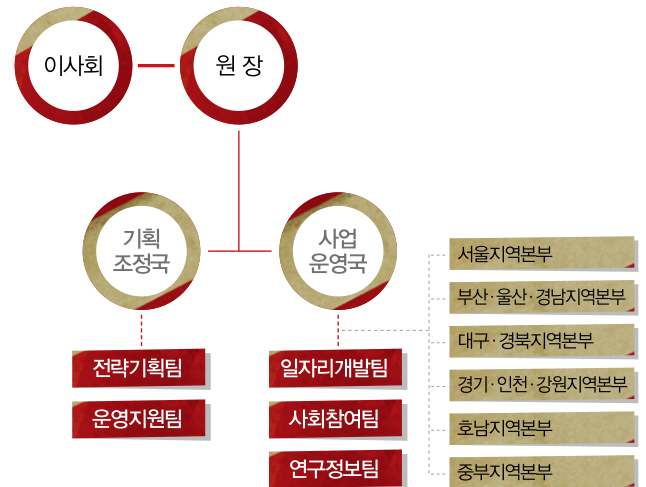 이사회
원 장
기획
조정국
사업
운영국
전략기획팀
운영지원팀
일자리개발팀
사회참여팀
연구정보팀
서울지역본부
부산·울산·경남지역본부
대구·경북지역본부
경기·인천·강원지역본부
호남지역본부
중부지역본부